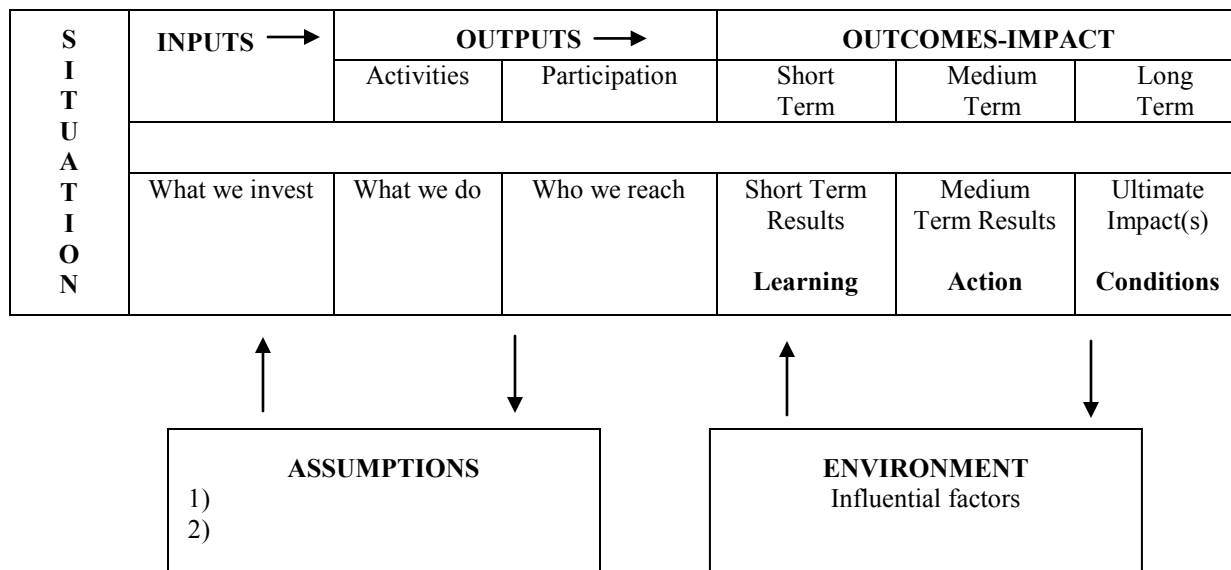 S
I
T
U
A
T
I
O
N
INPUTS
OUTPUTS
OUTCOMES-IMPACT
Activities
Participation
Short
Term
Medium
Term
Long
Term
What we invest
What we do
Who we reach
Short Term
Results
Learning
Medium
Term Results
Action
Ultimate
Impact(s)
Conditions
ASSUMPTIONS
1)
2)
ENVIRONMENT
Influential factors